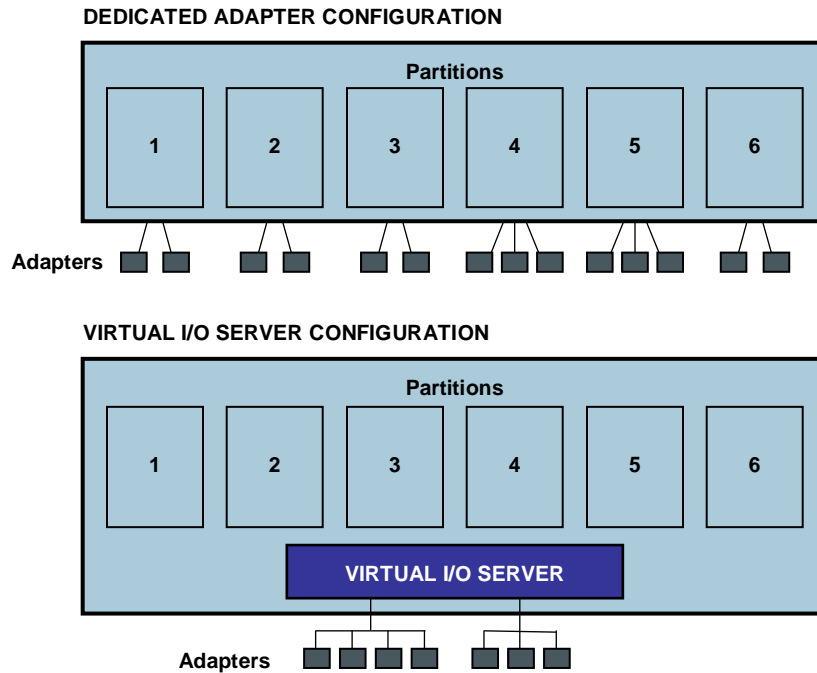 DEDICATED ADAPTER CONFIGURATION
Partitions
1 2 3 4 5 6
Adapters
VIRTUAL I/O SERVER CONFIGURATION
Partitions
1 2 3 4 5 6
VIRTUAL I/O SERVER
Adapters